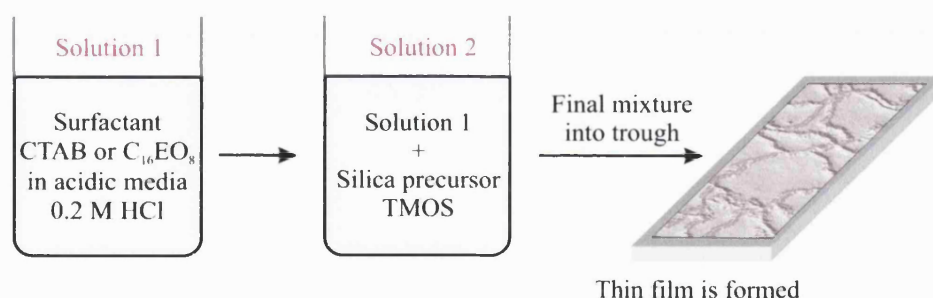 Solution 1
Surfactant
CTAB or C₁₆EO₈
in acidic media
0.2 M HCl
Solution 2
Solution 1
+
Silica precursor
TMOS
Final mixture
into trough
Thin film is formed